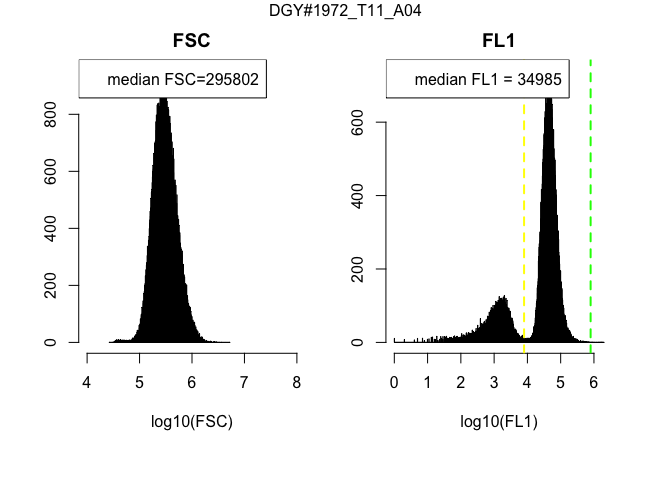 DGY#1972_T11_A04
FSC
median FSC=295802
800
600
400
200
0
4 5 6 7 8
log10(FSC)
FL1
median FL1 = 34985
600
400
200
0
0 1 2 3 4 5 6
log10(FL1)